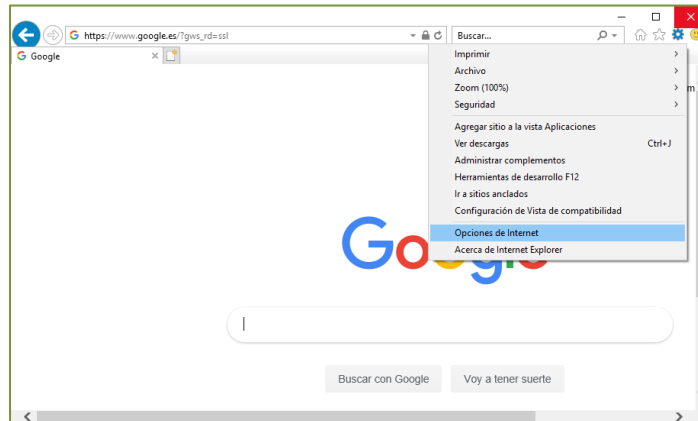 https://www.google.es/?gws_rd=ssl
Buscar...
Google
Imprimir
Archivo
Zoom (100%)
Seguridad
Agregar sitio a la vista Aplicaciones
Ver descargas Ctrl+J
Administrar complementos
Herramientas de desarrollo F12
Ir a sitios anclados
Configuración de Vista de compatibilidad
Opciones de Internet
Acerca de Internet Explorer
Google
Buscar con Google
Voy a tener suerte